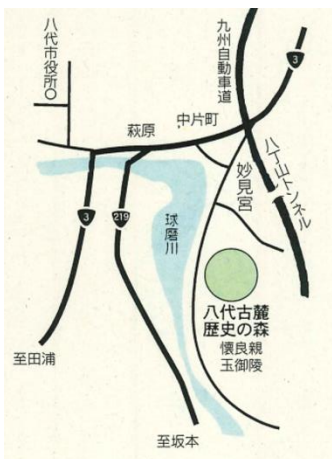 九州自動車道
3
八代市役所
中片町
萩原
八丁山トンネル
妙見宮
3
219
球磨川
八代古麓
歴史の森
懐良親
玉御陵
至田浦
至坂本